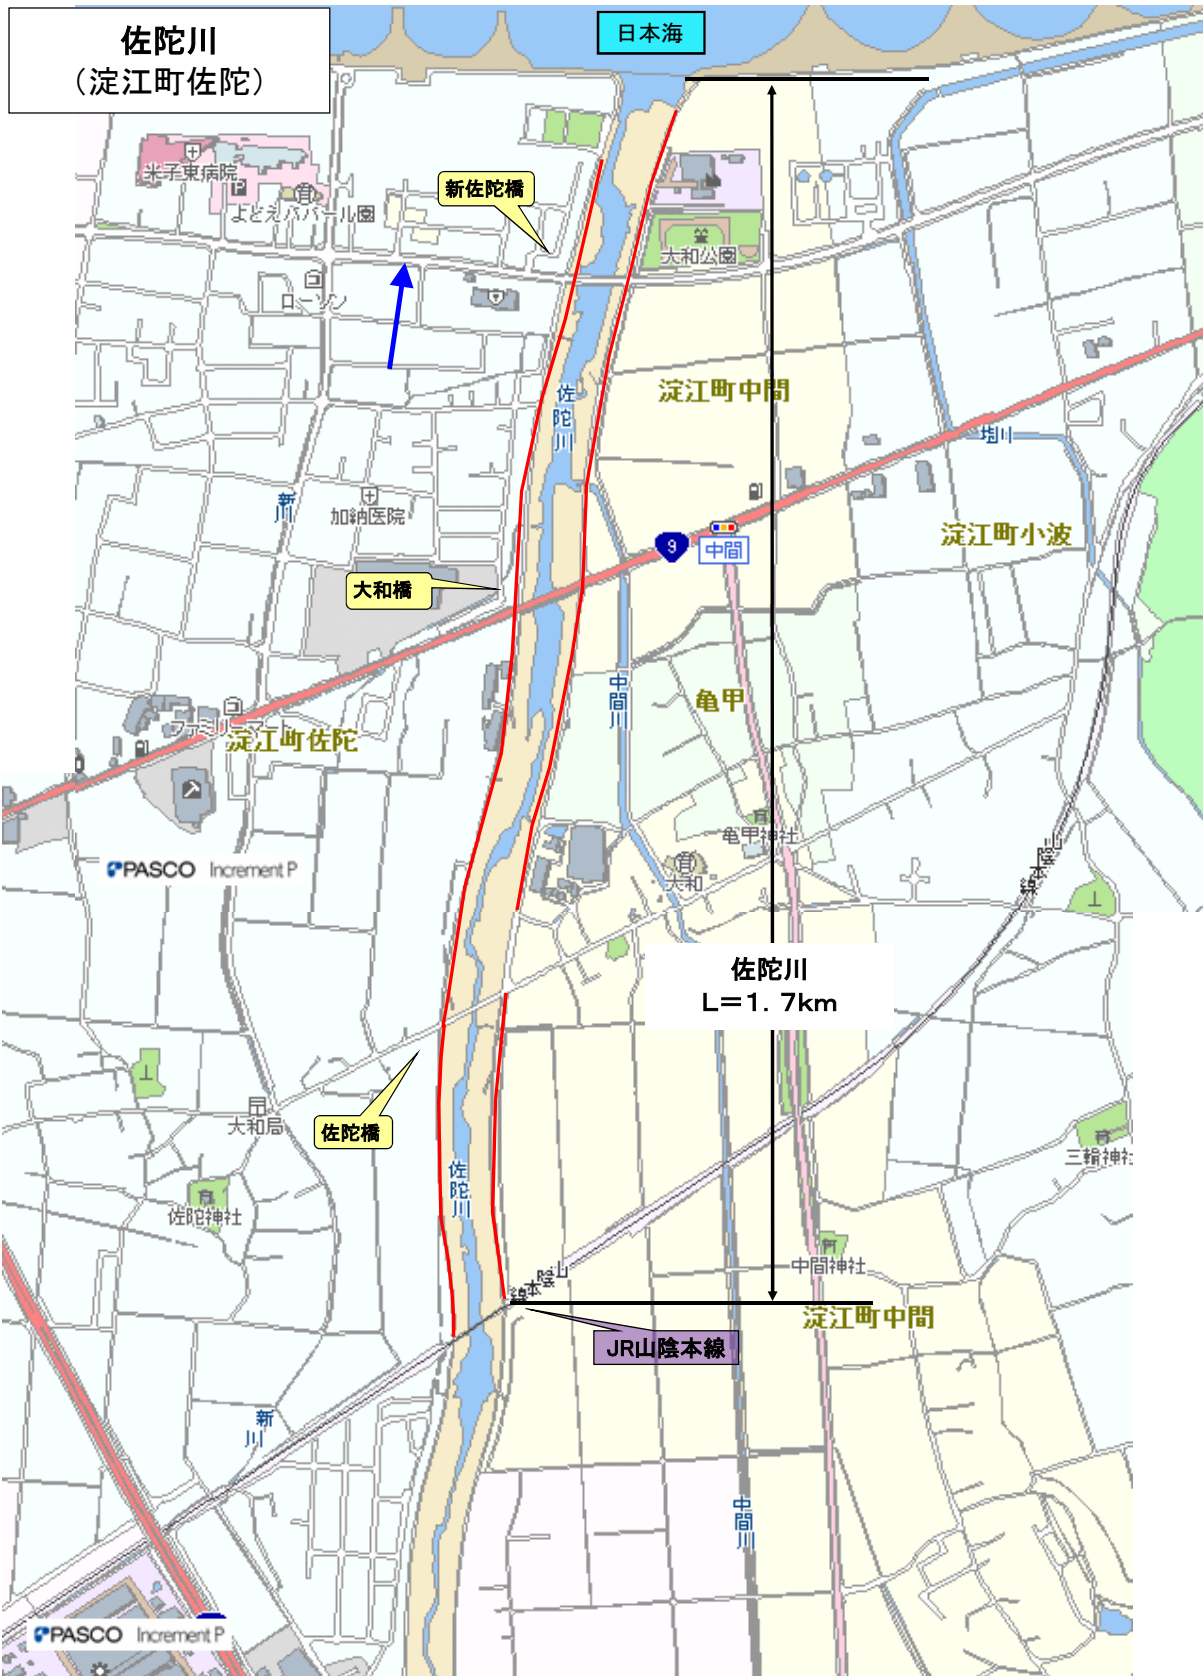 佐陀川
（淀江町佐陀）
日本海
米子東病院
P
よどえババール園
新佐陀橋
大和公園
ローソン
佐陀川
淀江町中間
塩川
新川
加納医院
9
中間
淀江町小波
大和橋
中間川
亀甲
ファミリーマート
淀江町佐陀
亀甲神社
大和
山陰本線
PASCO Increment P
佐陀川
L＝1．7km
大和局
佐陀橋
三輪神社
佐陀川
佐陀神社
中間神社
山陰本線
淀江町中間
JR山陰本線
新川
中間川
PASCO Increment P